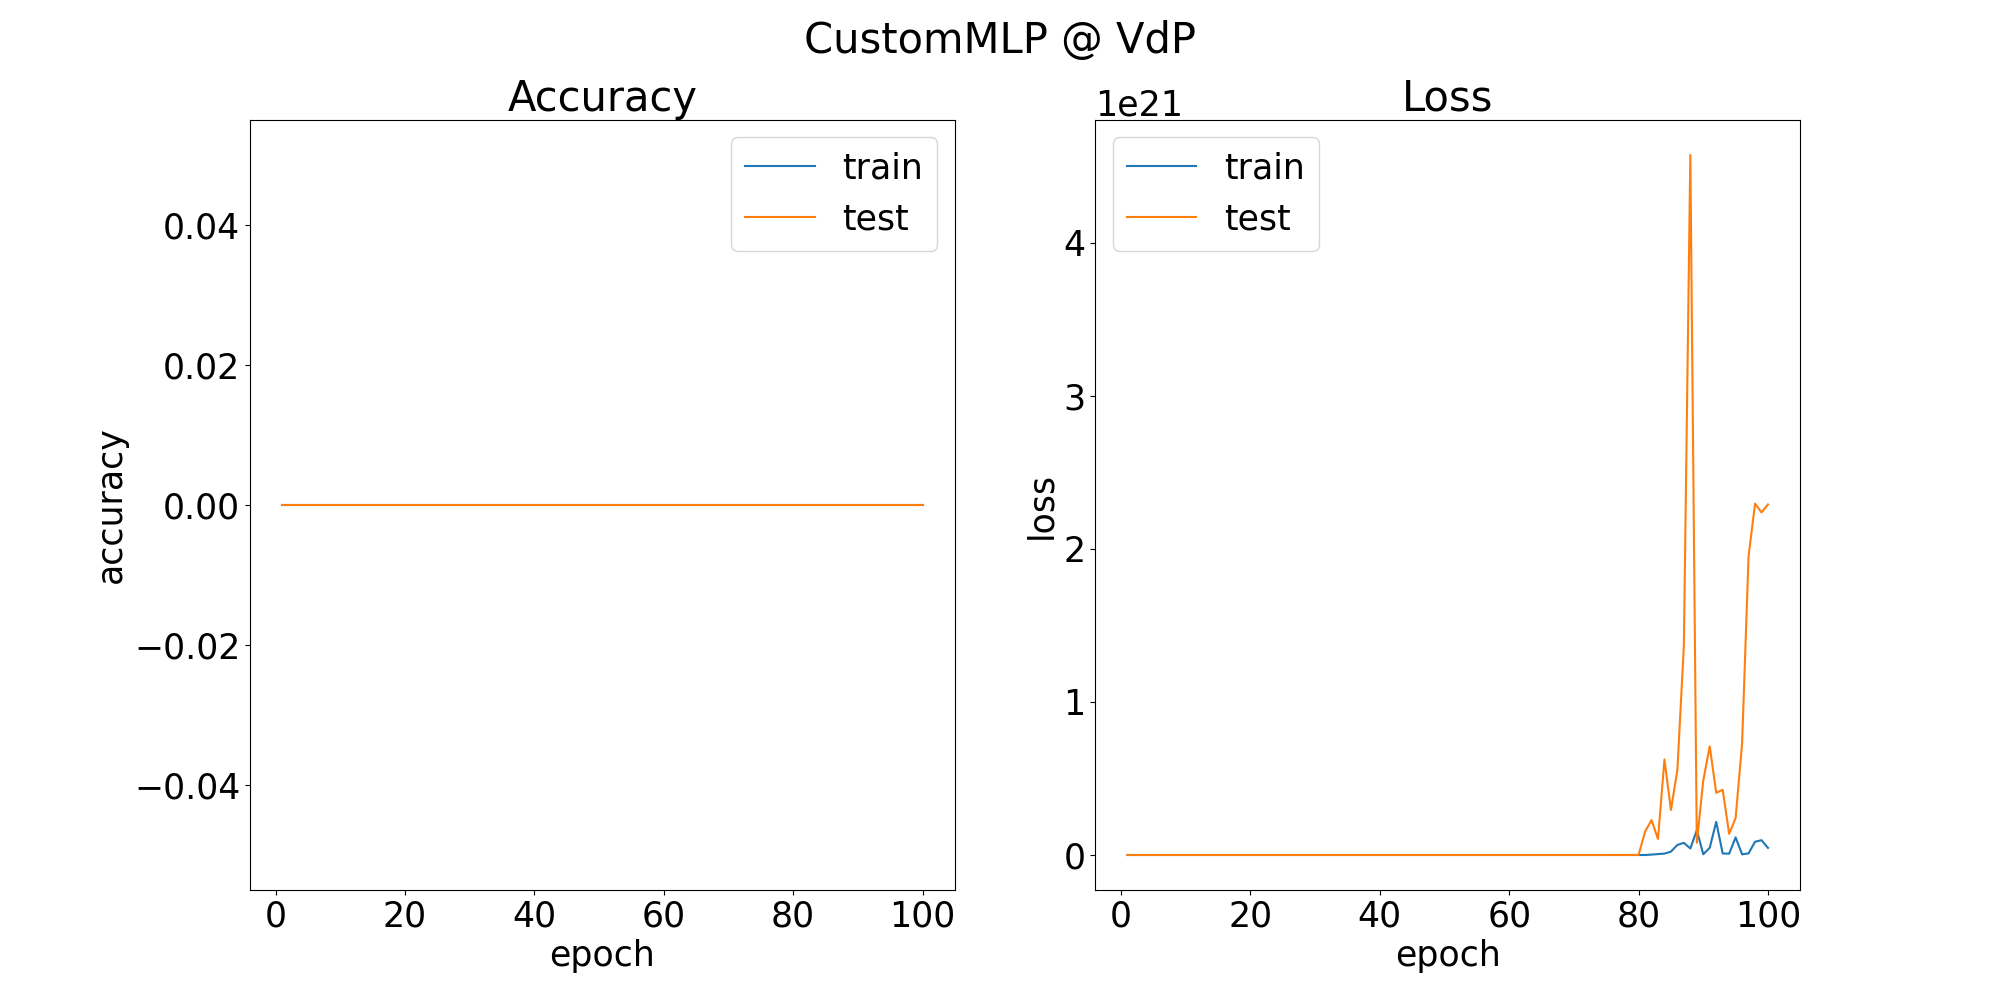 CustomMLP @ VdP
Accuracy
train
test
0.04
0.02
0.00
−0.02
−0.04
accuracy
0 20 40 60 80 100
epoch
Loss
1e21
train
test
4
3
2
1
0
loss
0 20 40 60 80 100
epoch